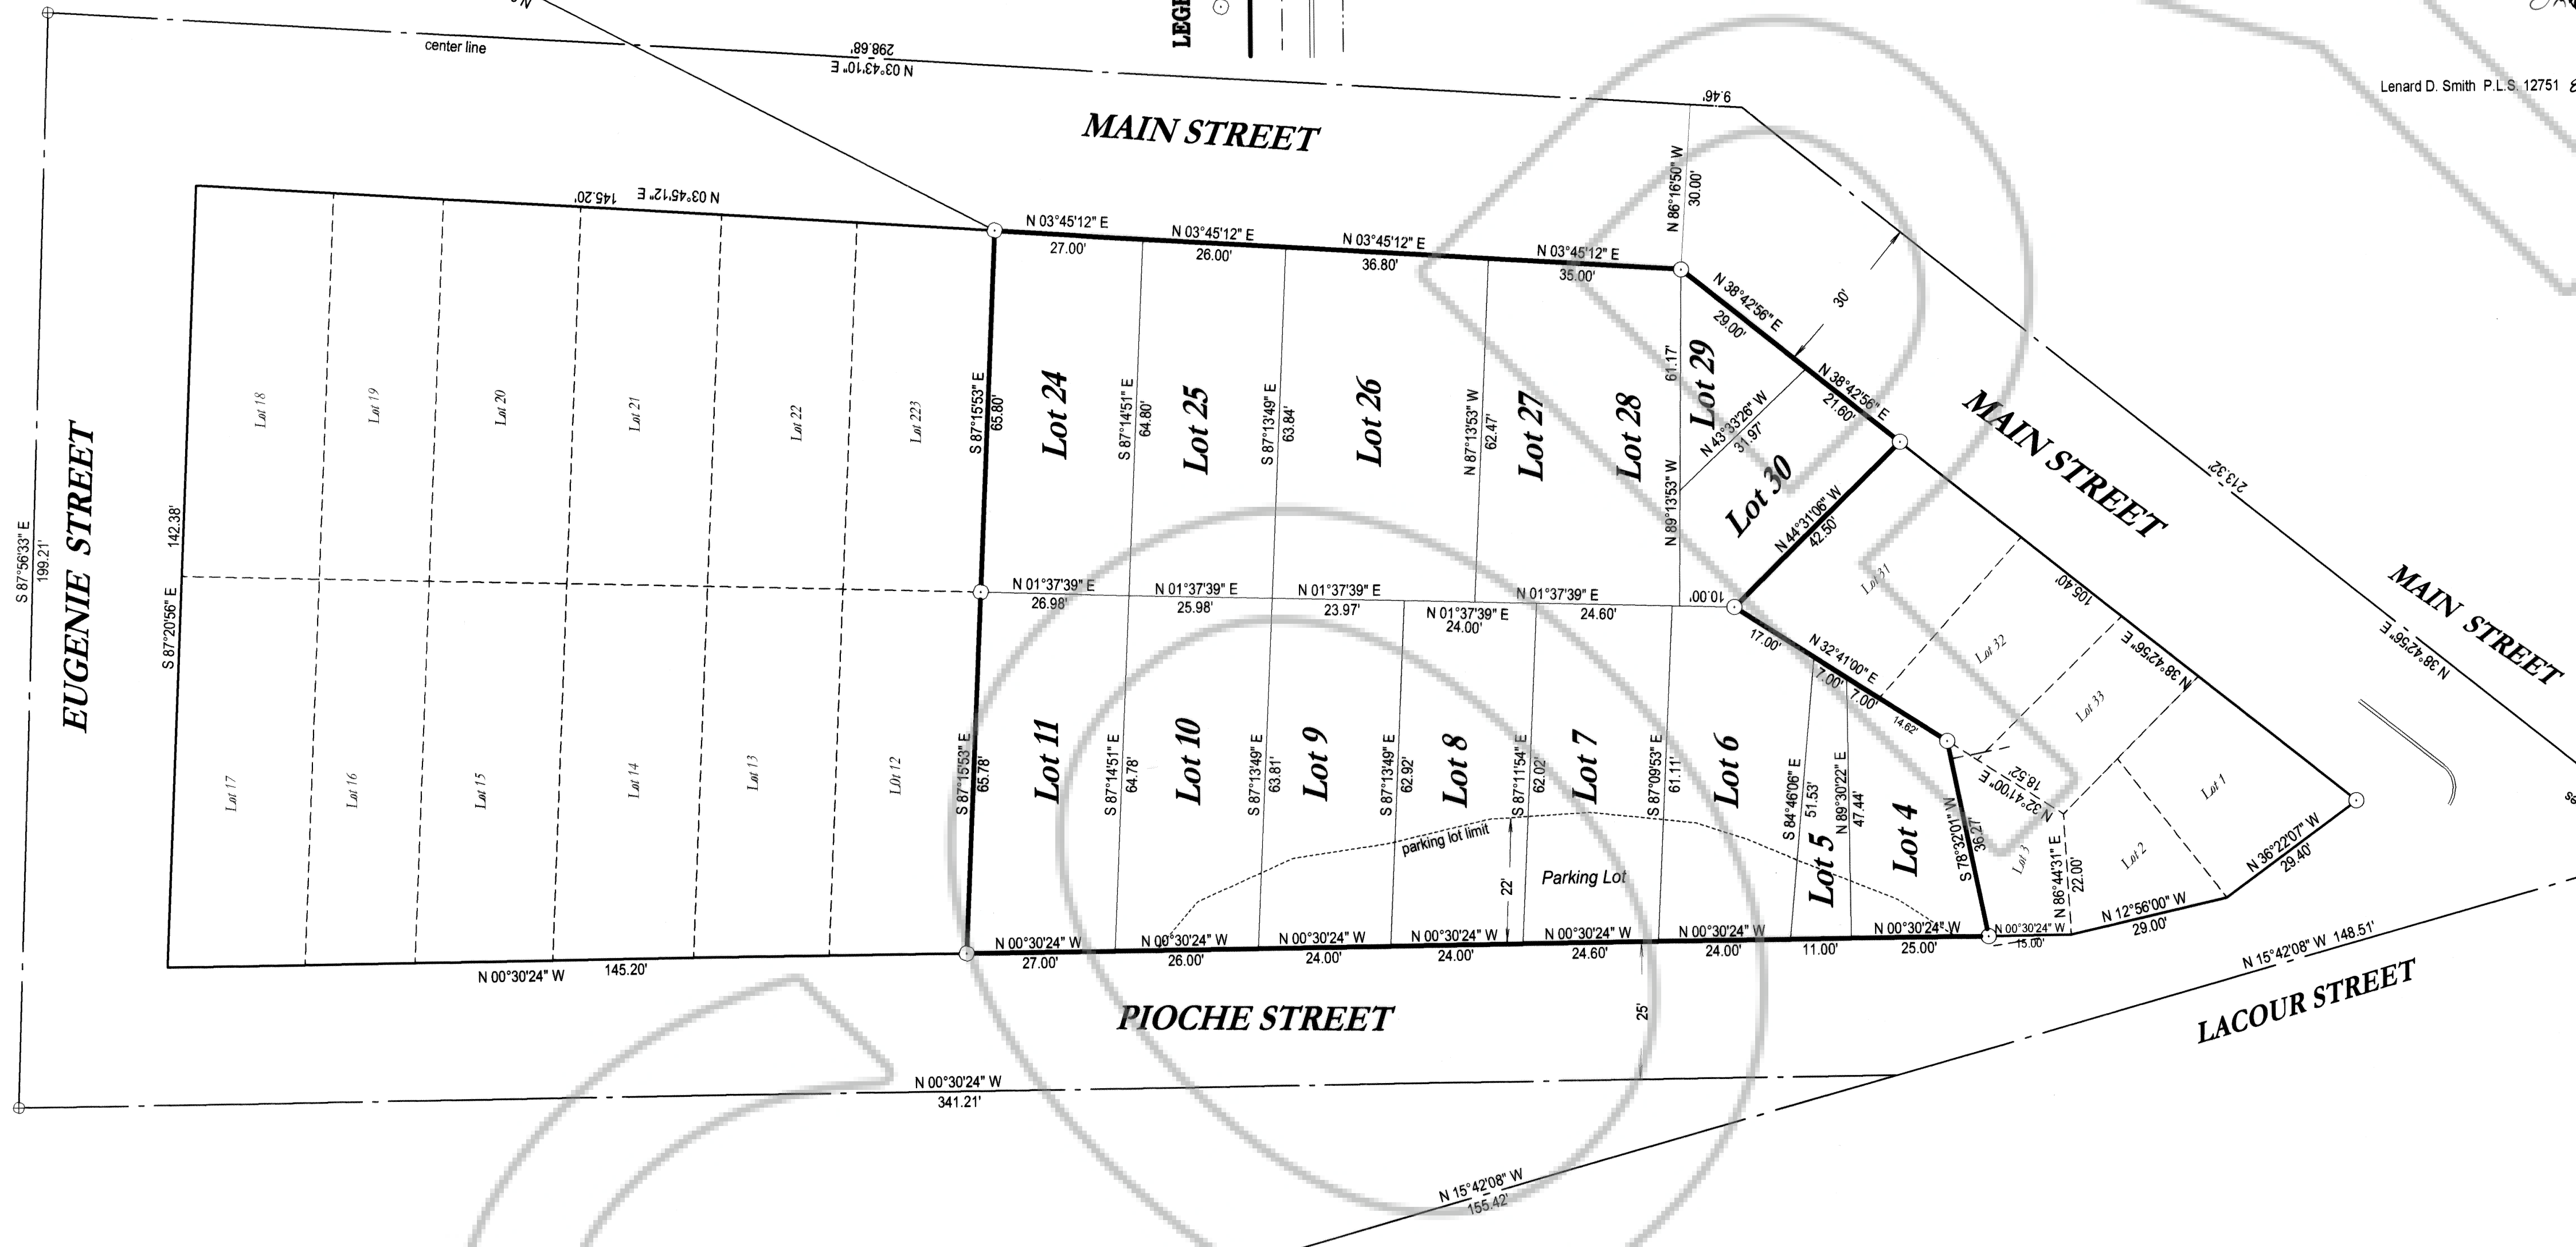 LEGE
Lenard D. Smith P.L.S. 12751
center line
298.68'
N 03°43'10" E
9.46'
MAIN STREET
N 86°16'50" W
30.00'
N 03°45'12" E
145.20'
N 03°45'12" E
27.00'
N 03°45'12" E
26.00'
N 03°45'12" E
36.80'
N 03°45'12" E
35.00'
N 38°42'56" E
29.00'
30'
N 38°42'56" E
21.60'
MAIN STREET
213.32'
MAIN STREET
N 38°42'56" E
105.40'
N 38°42'56" E
EUGENIE STREET
S 87°56'33" E
199.21'
142.38'
S 87°20'56" E
Lot 18
Lot 19
Lot 20
Lot 21
Lot 22
Lot 223
S 87°15'53" E
65.80'
Lot 24
S 87°14'51" E
64.80'
Lot 25
S 87°13'49" E
63.84'
Lot 26
N 87°13'53" W
62.47'
Lot 27
Lot 28
61.17'
N 89°13'53" W
Lot 29
N 43°33'26" W
31.97'
Lot 30
N 44°31'06" W
42.50'
Lot 31
Lot 32
Lot 33
N 01°37'39" E
26.98'
N 01°37'39" E
25.98'
N 01°37'39" E
23.97'
N 01°37'39" E
24.00'
N 01°37'39" E
24.60'
10.00'
17.00'
N 32°41'00" E
7.00'
7.00'
14.62'
18.52'
N 32°41'00" E
Lot 17
Lot 16
Lot 15
Lot 14
Lot 13
L0t 12
S 87°15'53" E
65.78'
Lot 11
S 87°14'51" E
64.78'
Lot 10
S 87°13'49" E
63.81'
Lot 9
S 87°13'49" E
62.92'
Lot 8
S 87°11'54" E
62.02'
Lot 7
S 87°09'53" E
61.11'
Lot 6
S 84°46'06" E
51.53'
Lot 5
N 89°30'22" E
47.44'
Lot 4
S 78°32'01" W
36.27'
Lot 3
N 86°44'31" E
22.00'
Lot 2
Lot 1
N 36°22'07" W
29.40'
N 12°56'00" W
29.00'
parking lot limit
22'
Parking Lot
N 00°30'24" W
145.20'
N 00°30'24" W
27.00'
N 00°30'24" W
26.00'
N 00°30'24" W
24.00'
N 00°30'24" W
24.00'
N 00°30'24" W
24.60'
N 00°30'24" W
24.00'
11.00'
N 00°30'24" W
25.00'
N 00°30'24" W
15.00'
PIOCHE STREET
25'
N 15°42'08" W 148.51'
LACOUR STREET
N 00°30'24" W
341.21'
N 15°42'08" W
155.42'